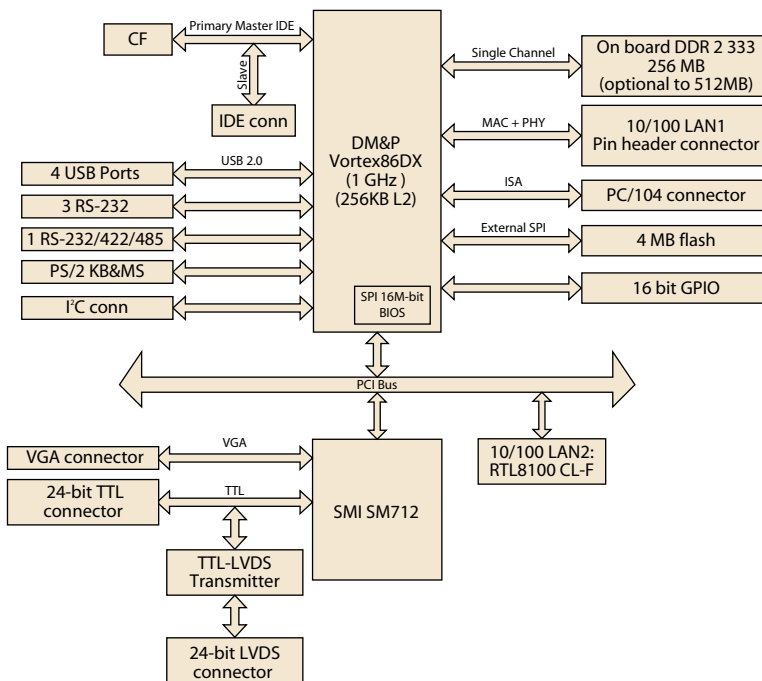 CF
Primary Master IDE
Slave
IDE conn
4 USB Ports
USB 2.0
3 RS-232
1 RS-232/422/485
PS/2 KB&MS
I²C conn
DM&P
Vortex86DX
(1 GHz )
(256KB L2)
SPI 16M-bit
BIOS
Single Channel
On board DDR 2 333
256 MB
(optional to 512MB)
MAC + PHY
10/100 LAN1
Pin header connector
ISA
PC/104 connector
External SPI
4 MB flash
16 bit GPIO
PCI Bus
VGA connector
VGA
24-bit TTL
connector
TTL
SMI SM712
10/100 LAN2:
RTL8100 CL-F
TTL-LVDS
Transmitter
24-bit LVDS
connector